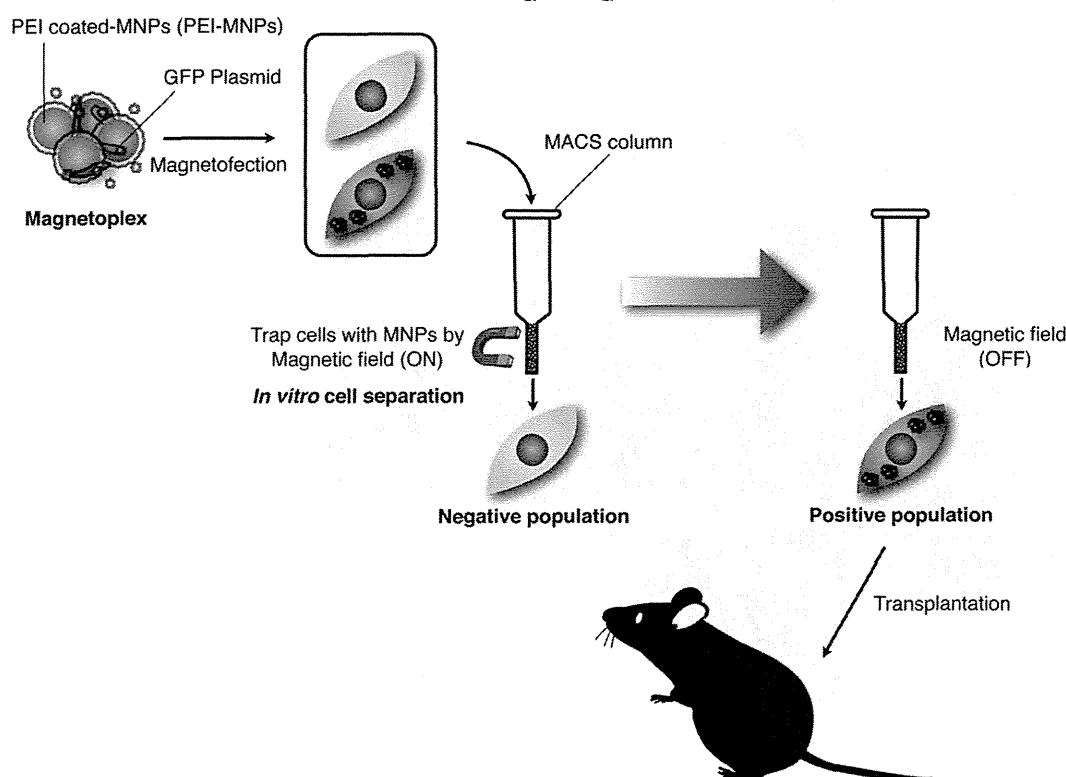 PEI coated-MNPs (PEI-MNPs)
GFP Plasmid
Magnetofection
Magnetoplex
MACS column
Trap cells with MNPs by
Magnetic field (ON)
In vitro cell separation
Magnetic field
(OFF)
Negative population
Positive population
Transplantation